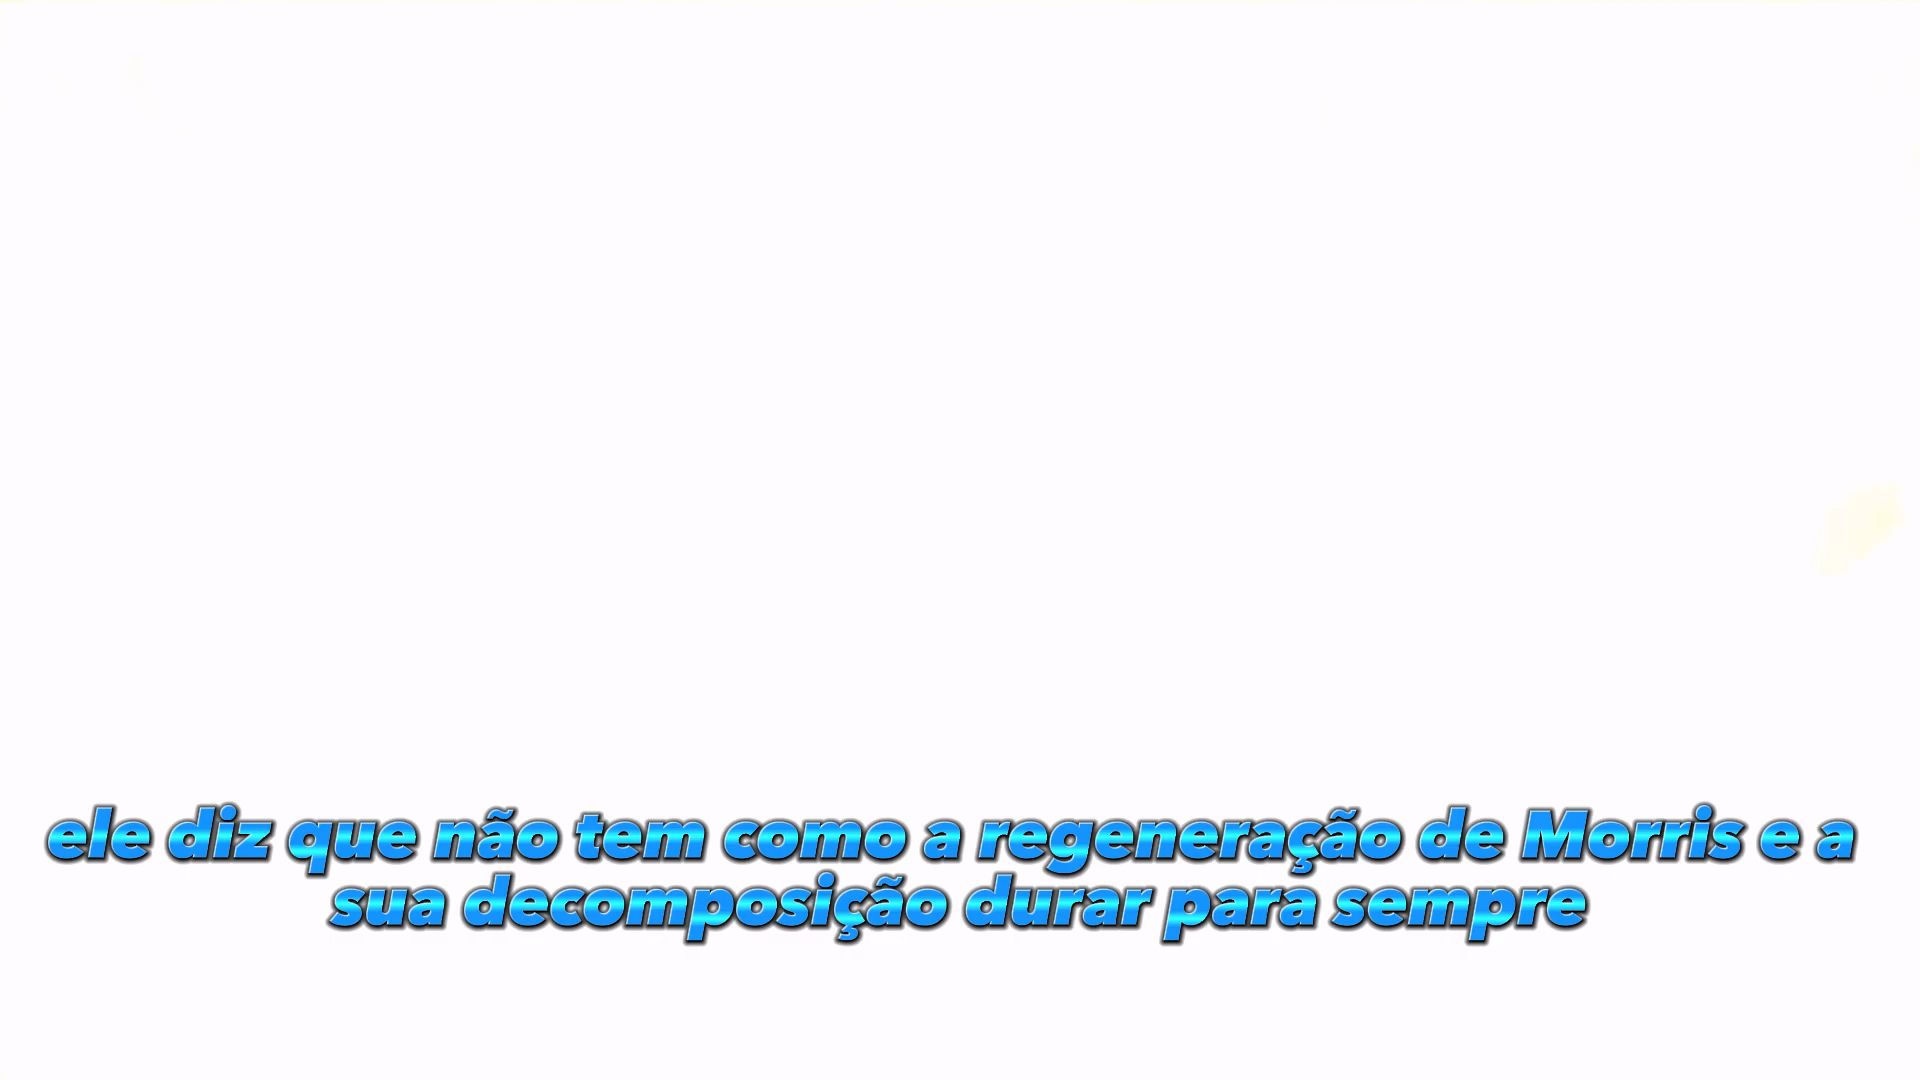 ele diz que não tem como a regeneração de Morris e a
sua decomposição durar para sempre